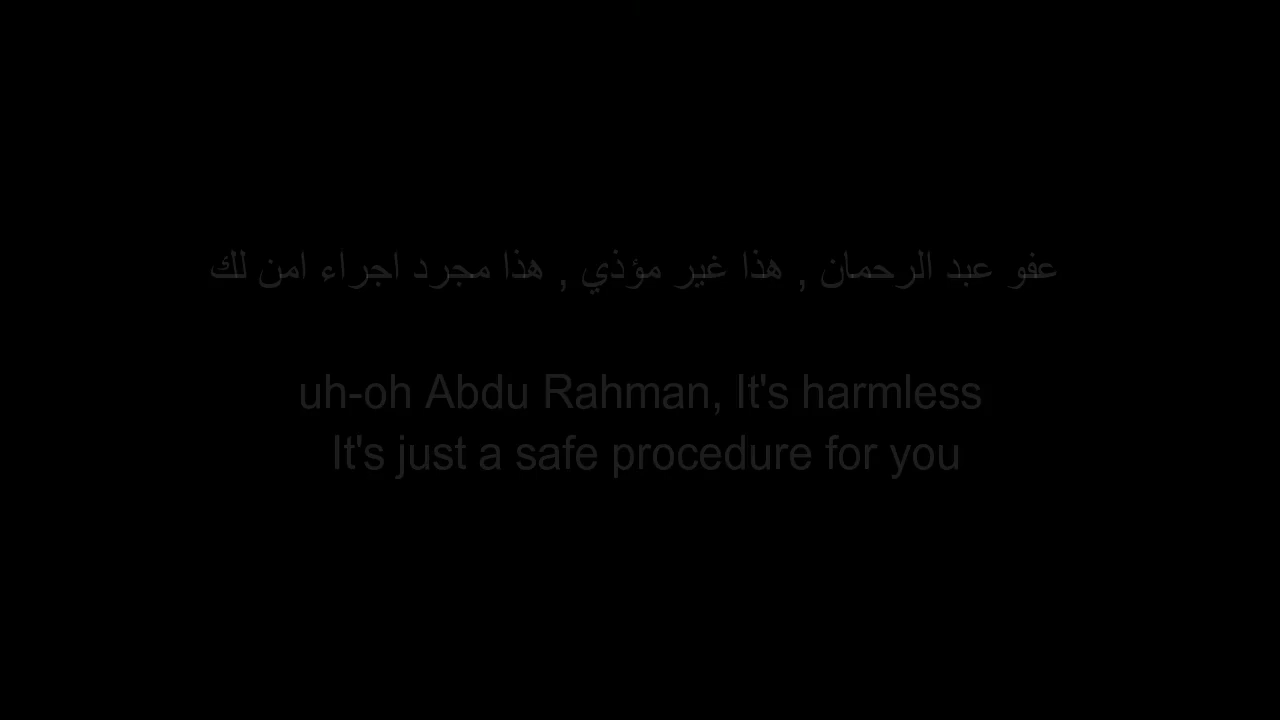 عفو عبد الرحمان , هذا غير مؤذي , هذا مجرد اجراء امن لك
uh-oh Abdu Rahman, It's harmless
It's just a safe procedure for you